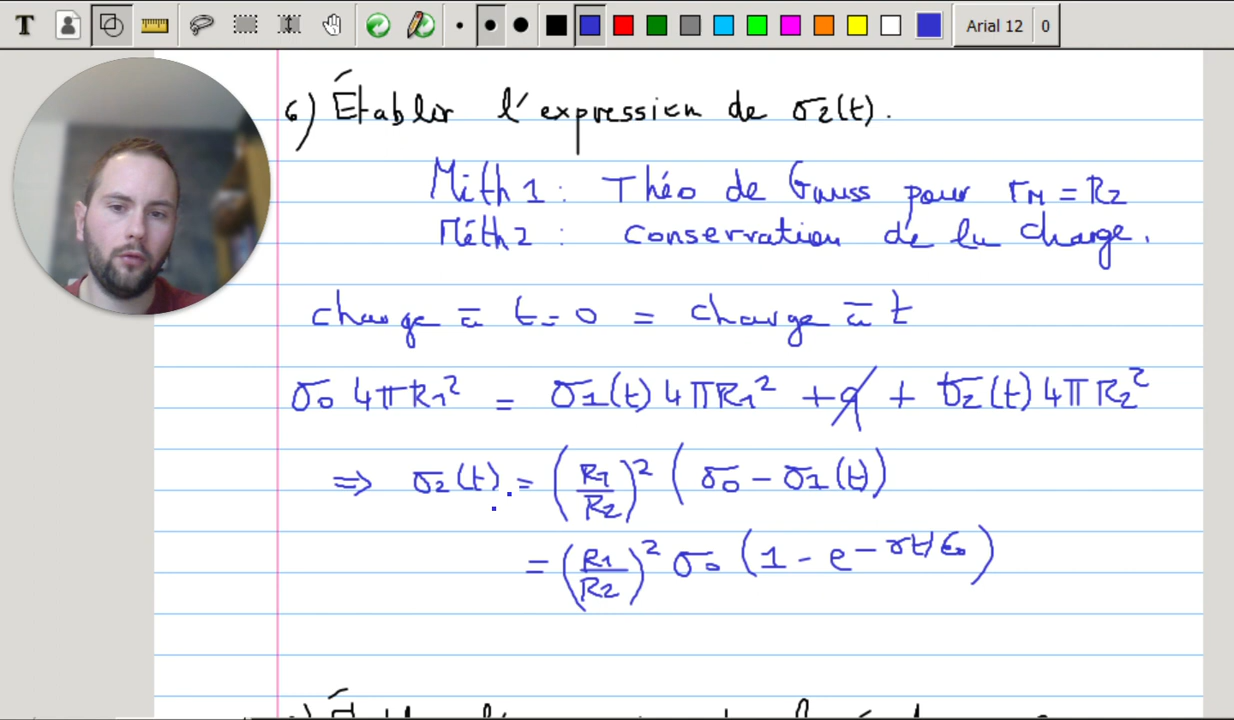 T
Arial 12
0
6) Établir l'expression de σ2(t).
Méth 1 : Théo de Gauss pour rM = R2
Méth 2 : conservation de la charge.
charge à t=0 = charge à t
σ0 4πR1² = σ1(t) 4πR1² + q + σ2(t) 4πR2²
⇒ σ2(t) = (R1/R2)² (σ0 - σ1(t))
= (R1/R2)² σ0 (1 - e^-γt/ε0)